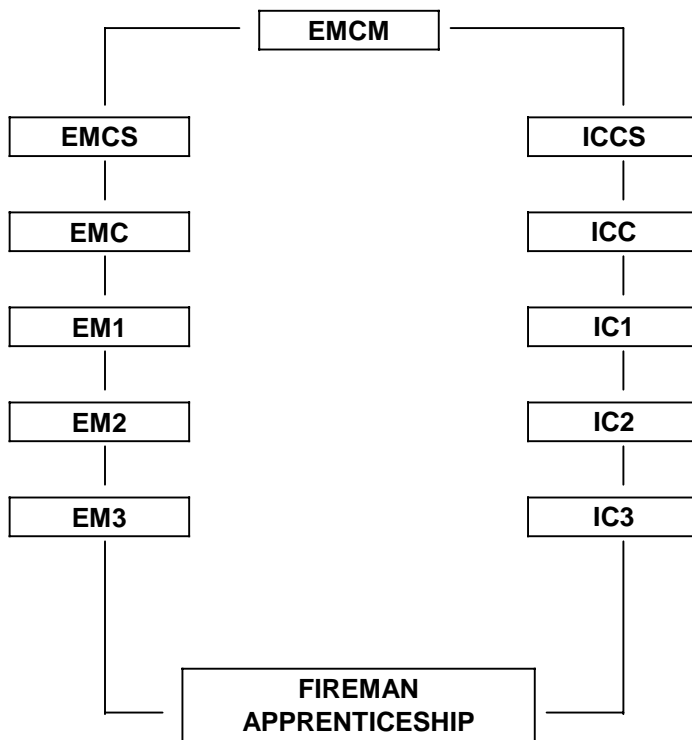 EMCM
EMCS
ICCS
EMC
ICC
EM1
IC1
EM2
IC2
EM3
IC3
FIREMAN
APPRENTICESHIP